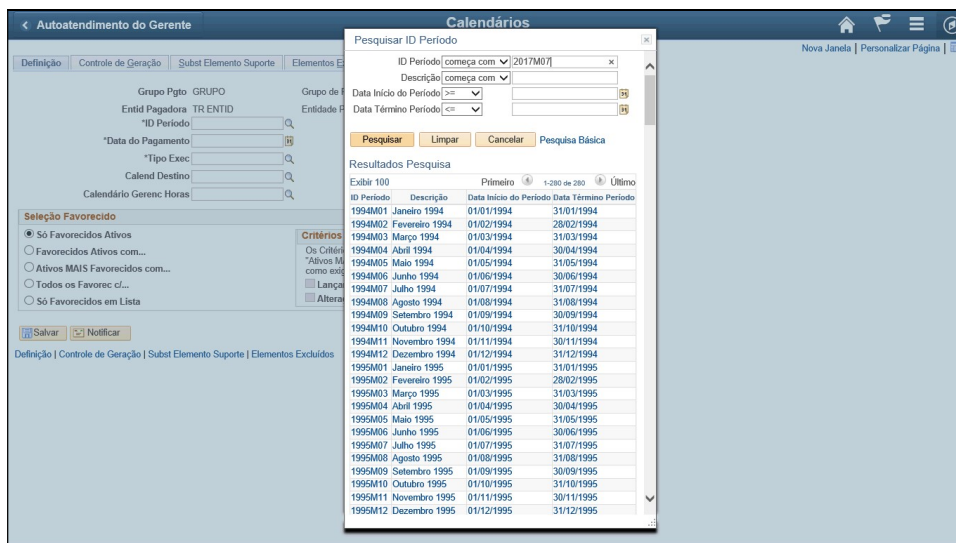 Autoatendimento do Gerente
Calendários
Nova Janela | Personalizar Página |
Definição Controle de Geração Subst Elemento Suporte Elementos E
Grupo Pgto GRUPO Grupo de
Entid Pagadora TR ENTID Entidade P
*ID Período
*Data do Pagamento
*Tipo Exec
Calend Destino
Calendário Gerenc Horas
Seleção Favorecido
Só Favorecidos Ativos
Favorecidos Ativos com...
Ativos MAIS Favorecidos com...
Todos os Favorec c/...
Só Favorecidos em Lista
Critérios
Os Critéri
"Ativos MA
como exig
Lança
Altera
Salvar Notificar
Definição | Controle de Geração | Subst Elemento Suporte | Elementos Excluídos
Pesquisar ID Período
ID Período começa com 2017M07
Descrição começa com
Data Início do Período >=
Data Término Período <=
Pesquisar Limpar Cancelar Pesquisa Básica
Resultados Pesquisa
Exibir 100 Primeiro 1-280 de 280 Último
ID Período Descrição Data Início do Período Data Término Período
1994M01 Janeiro 1994 01/01/1994 31/01/1994
1994M02 Fevereiro 1994 01/02/1994 28/02/1994
1994M03 Março 1994 01/03/1994 31/03/1994
1994M04 Abril 1994 01/04/1994 30/04/1994
1994M05 Maio 1994 01/05/1994 31/05/1994
1994M06 Junho 1994 01/06/1994 30/06/1994
1994M07 Julho 1994 01/07/1994 31/07/1994
1994M08 Agosto 1994 01/08/1994 31/08/1994
1994M09 Setembro 1994 01/09/1994 30/09/1994
1994M10 Outubro 1994 01/10/1994 31/10/1994
1994M11 Novembro 1994 01/11/1994 30/11/1994
1994M12 Dezembro 1994 01/12/1994 31/12/1994
1995M01 Janeiro 1995 01/01/1995 31/01/1995
1995M02 Fevereiro 1995 01/02/1995 28/02/1995
1995M03 Março 1995 01/03/1995 31/03/1995
1995M04 Abril 1995 01/04/1995 30/04/1995
1995M05 Maio 1995 01/05/1995 31/05/1995
1995M06 Junho 1995 01/06/1995 30/06/1995
1995M07 Julho 1995 01/07/1995 31/07/1995
1995M08 Agosto 1995 01/08/1995 31/08/1995
1995M09 Setembro 1995 01/09/1995 30/09/1995
1995M10 Outubro 1995 01/10/1995 31/10/1995
1995M11 Novembro 1995 01/11/1995 30/11/1995
1995M12 Dezembro 1995 01/12/1995 31/12/1995